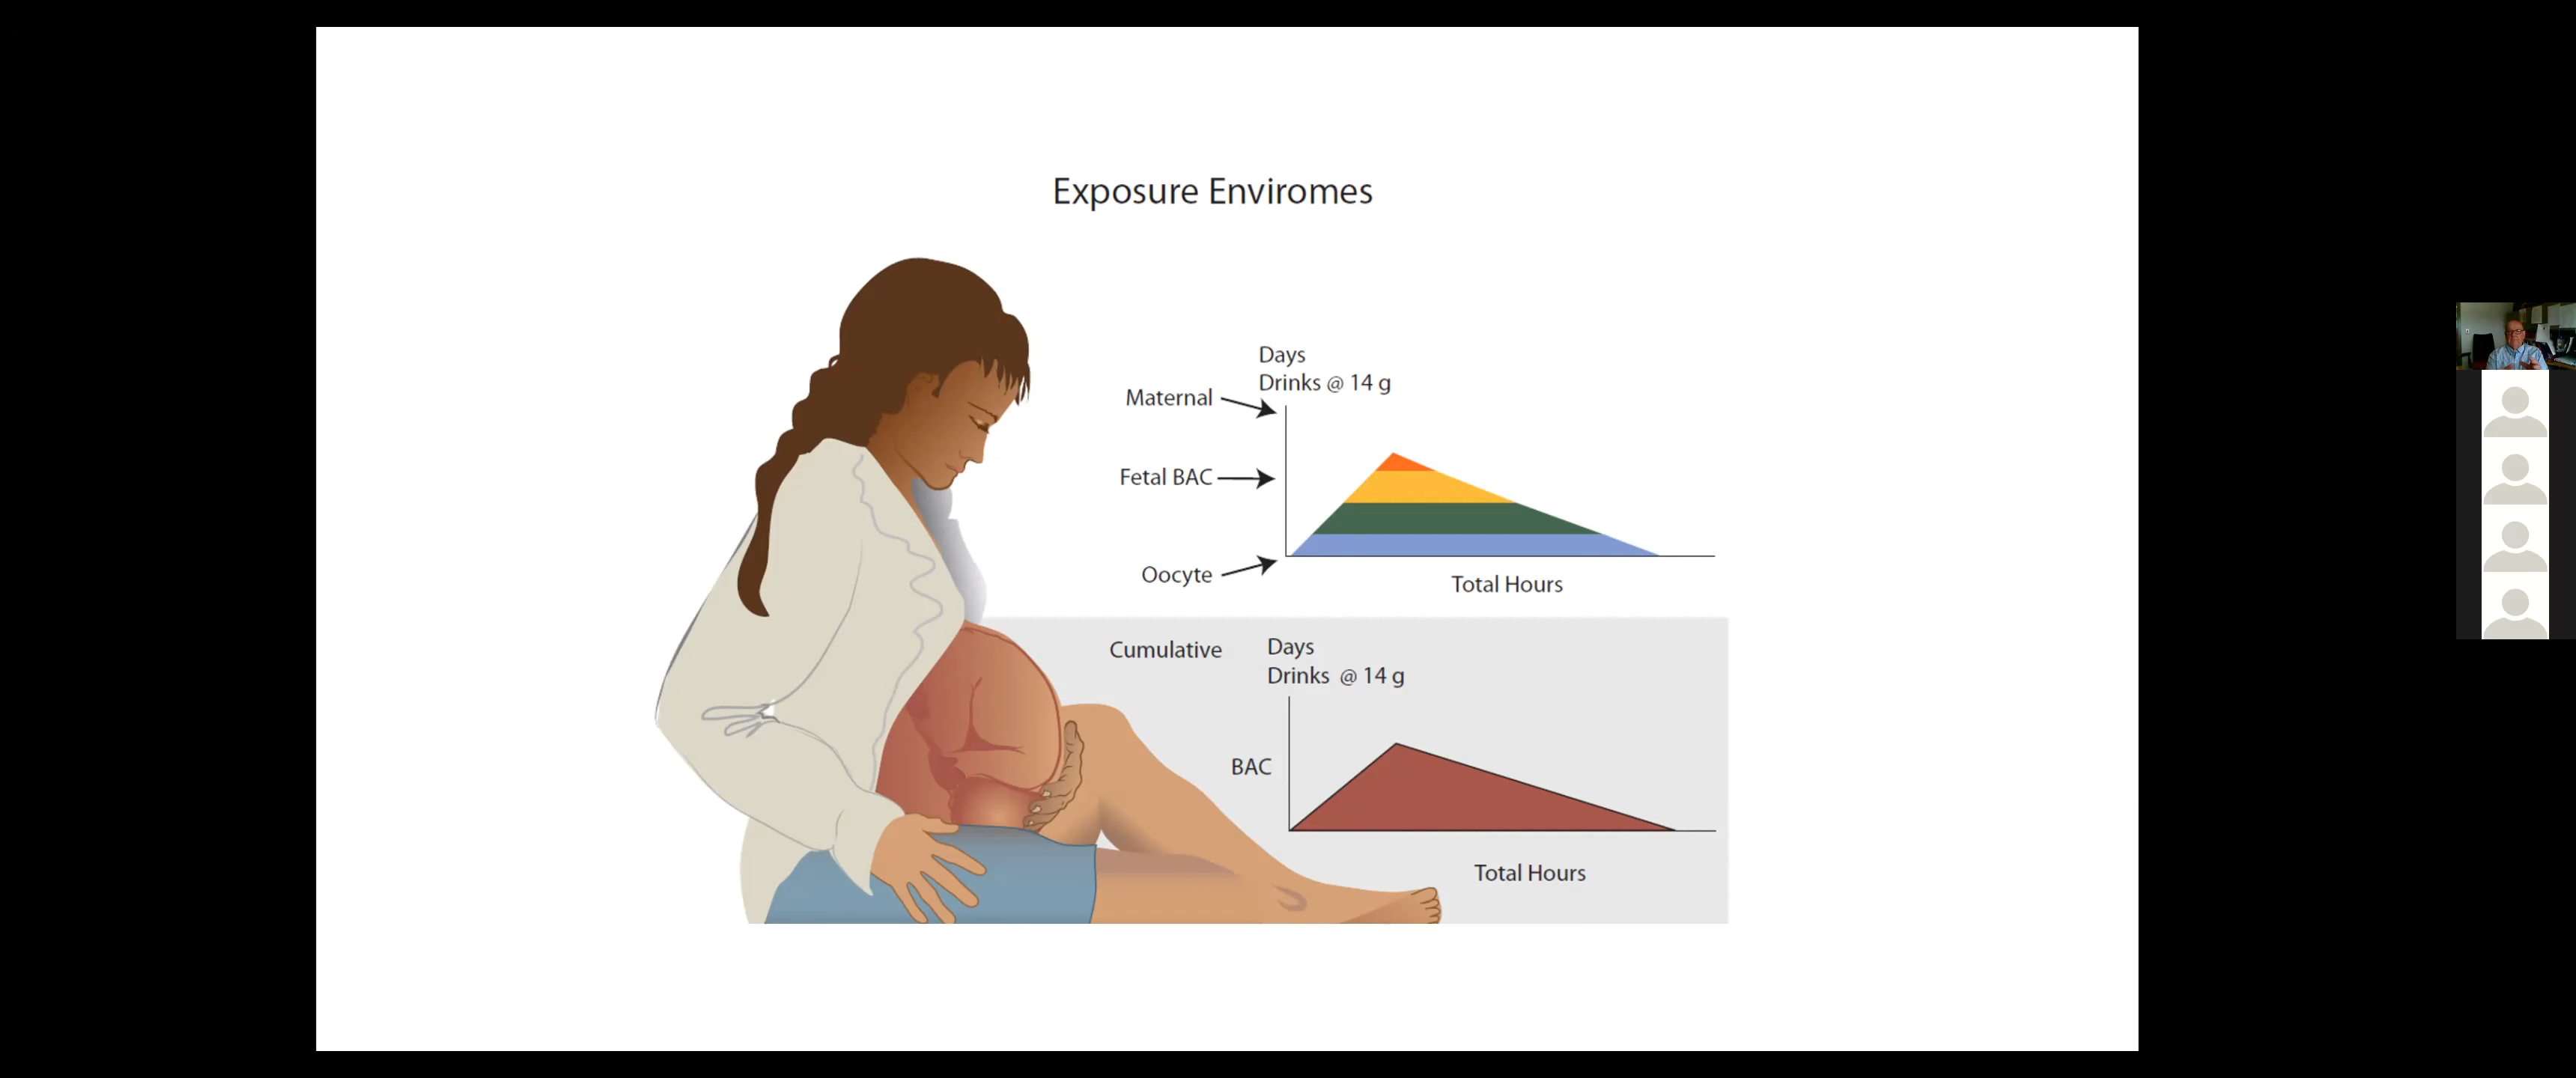 Exposure Enviromes
Days
Drinks @ 14 g
Maternal
Fetal BAC
Oocyte
Total Hours
Cumulative
Days
Drinks @ 14 g
BAC
Total Hours